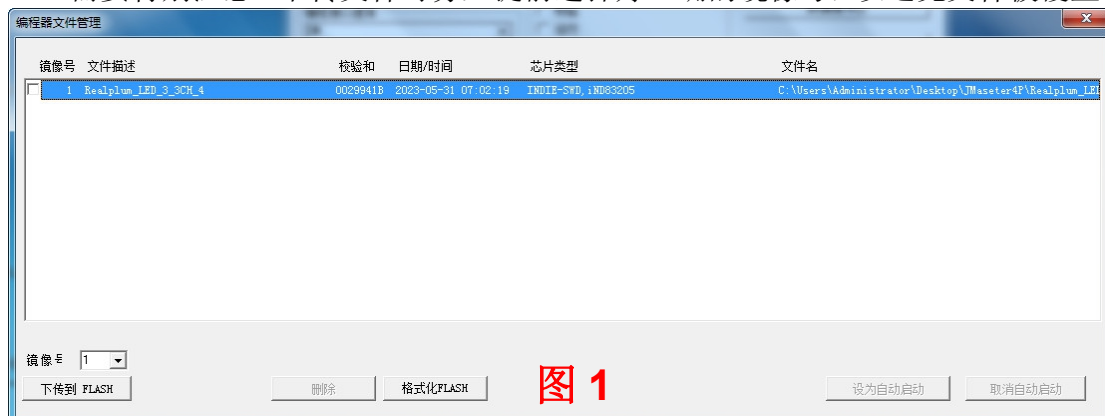 编程器文件管理
镜像号 文件描述 校验和 日期/时间 芯片类型 文件名
1 Realplum_LED_3_3CH_4 0029941B 2023-05-31 07:02:19 INDIE-SWD,iND83205 C:\Users\Administrator\Desktop\JMaseter4P\Realplum_LED
镜像号 1
下传到 FLASH 删除 格式化FLASH 图 1 设为自动启动 取消自动启动